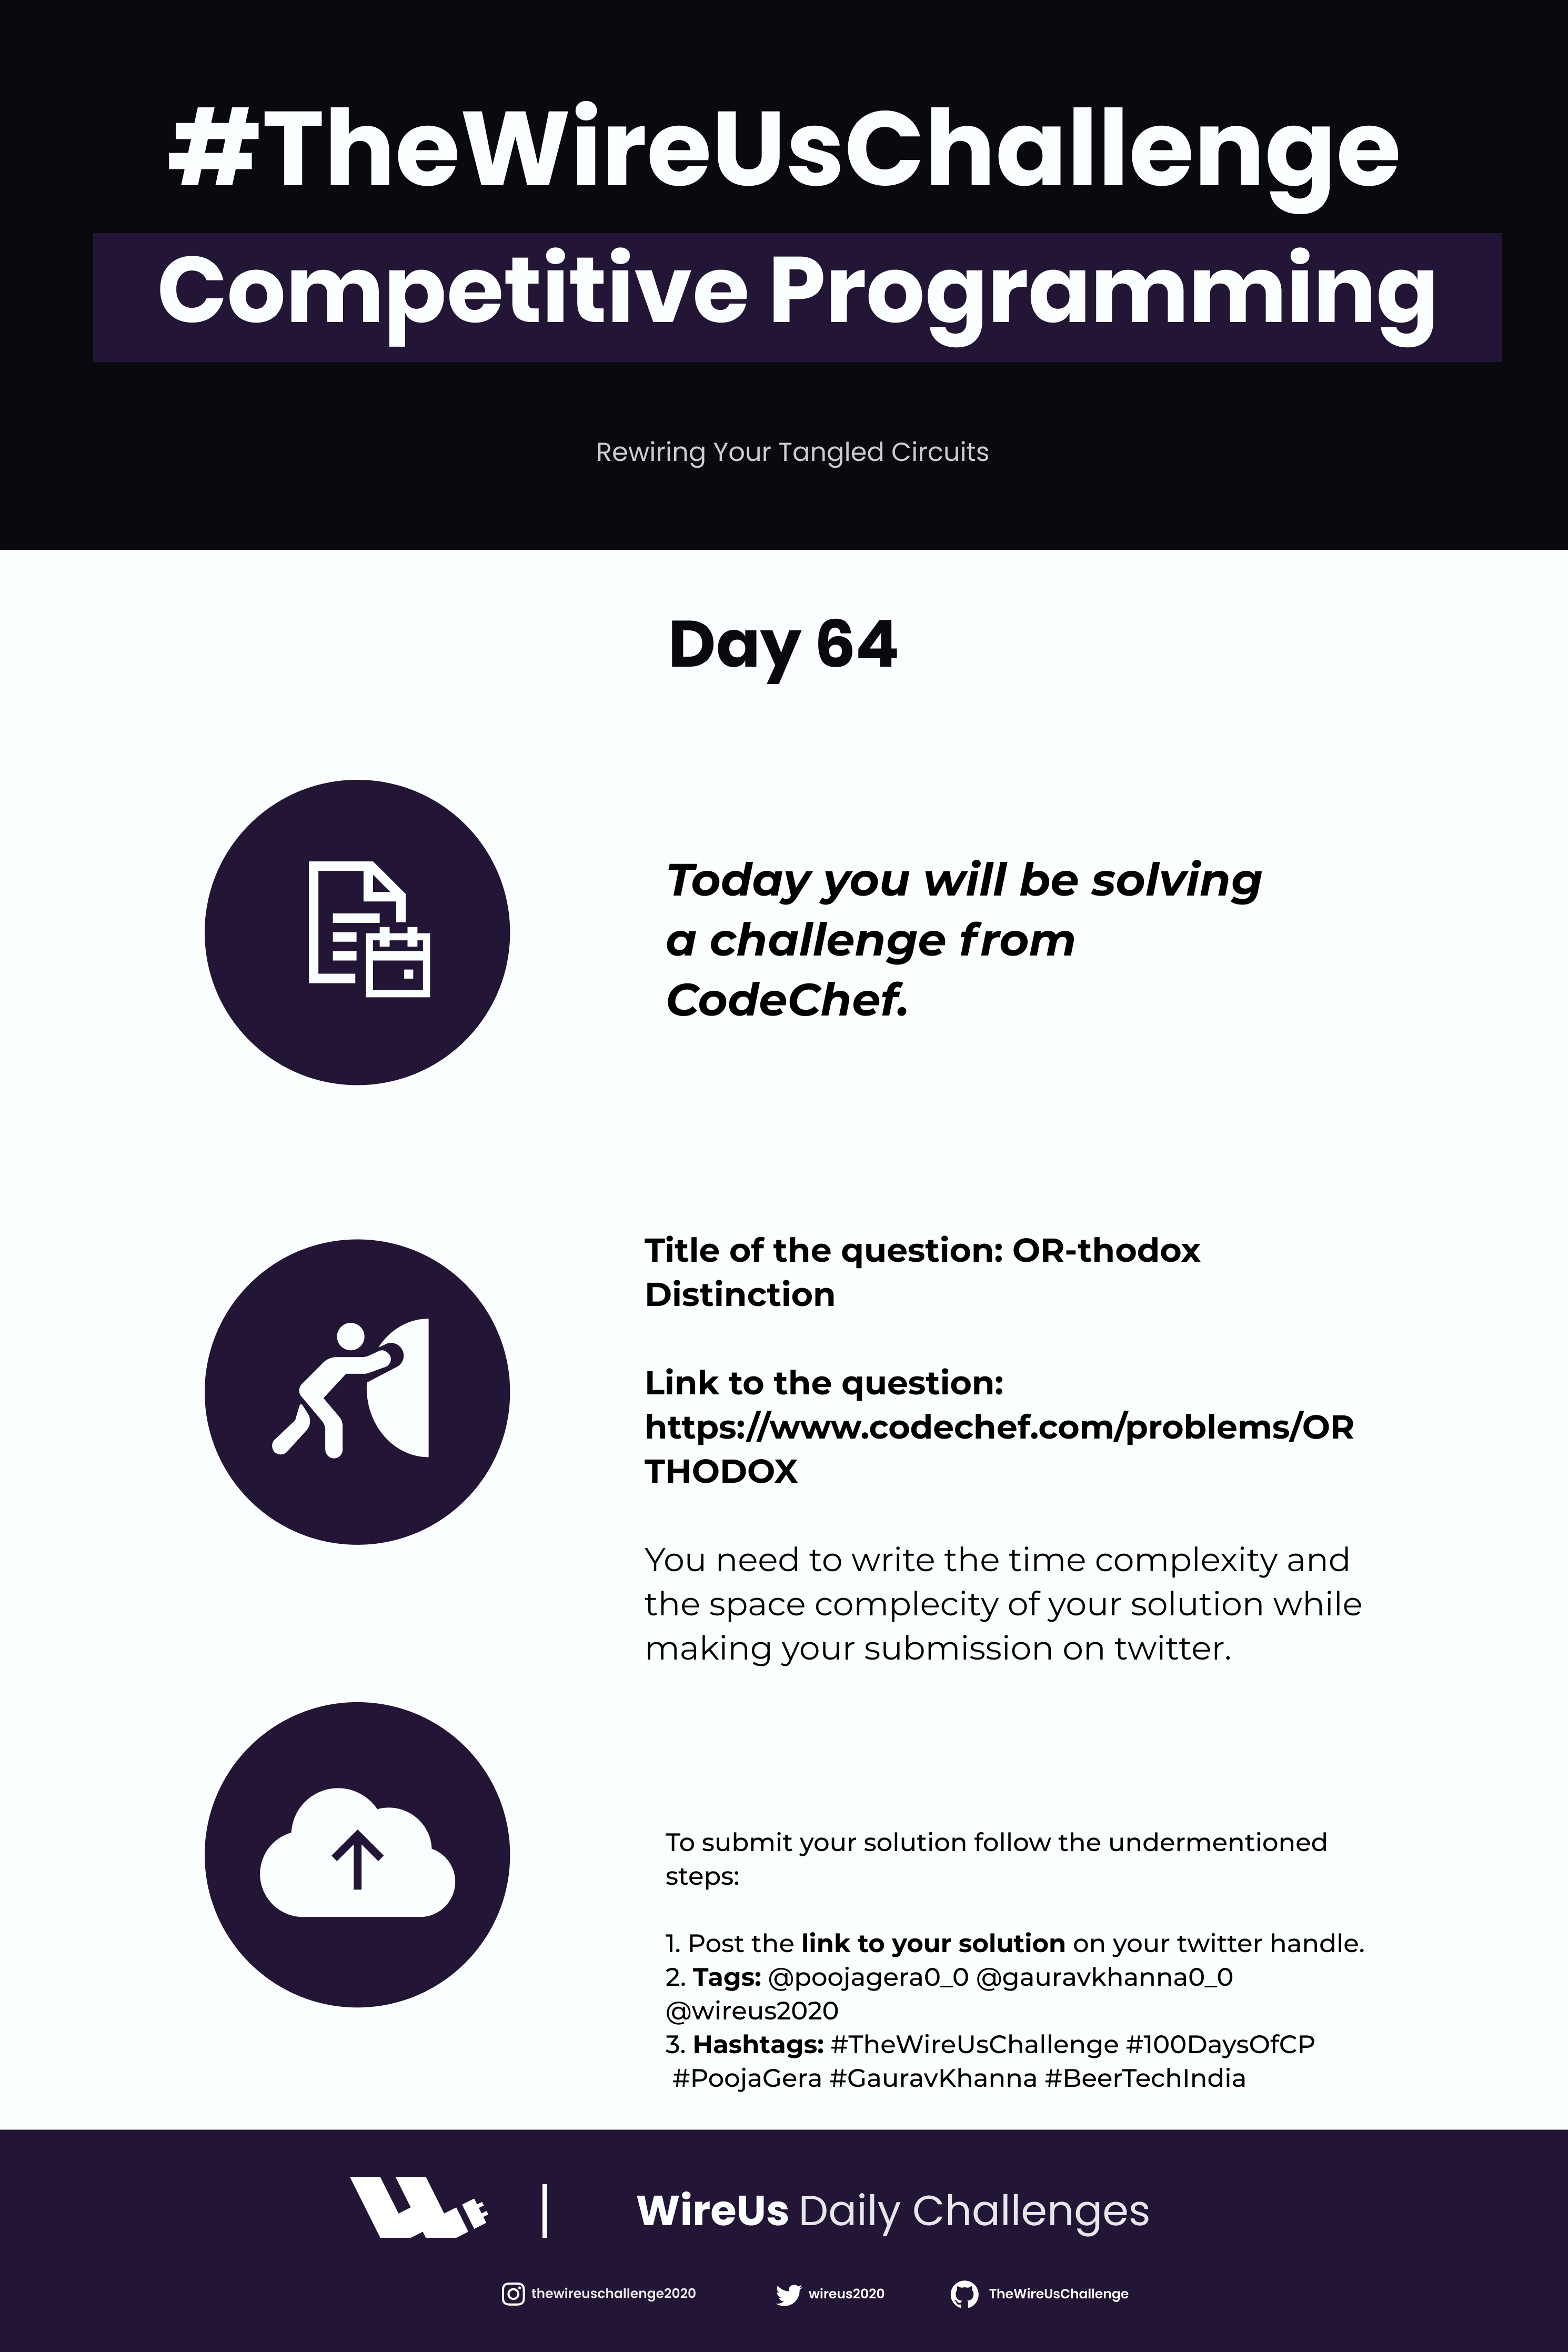 #TheWireUsChallenge
Competitive Programming
Rewiring Your Tangled Circuits
Day 64
Today you will be solving
a challenge from
CodeChef.
Title of the question: OR-thodox
Distinction
Link to the question:
https://www.codechef.com/problems/OR
THODOX
You need to write the time complexity and
the space complecity of your solution while
making your submission on twitter.
To submit your solution follow the undermentioned
steps:
1. Post the link to your solution on your twitter handle.
2. Tags: @poojagera0_0 @gauravkhanna0_0
@wireus2020
3. Hashtags: #TheWireUsChallenge #100DaysOfCP
#PoojaGera #GauravKhanna #BeerTechIndia
WireUs Daily Challenges
thewireuschallenge2020 wireus2020 TheWireUsChallenge